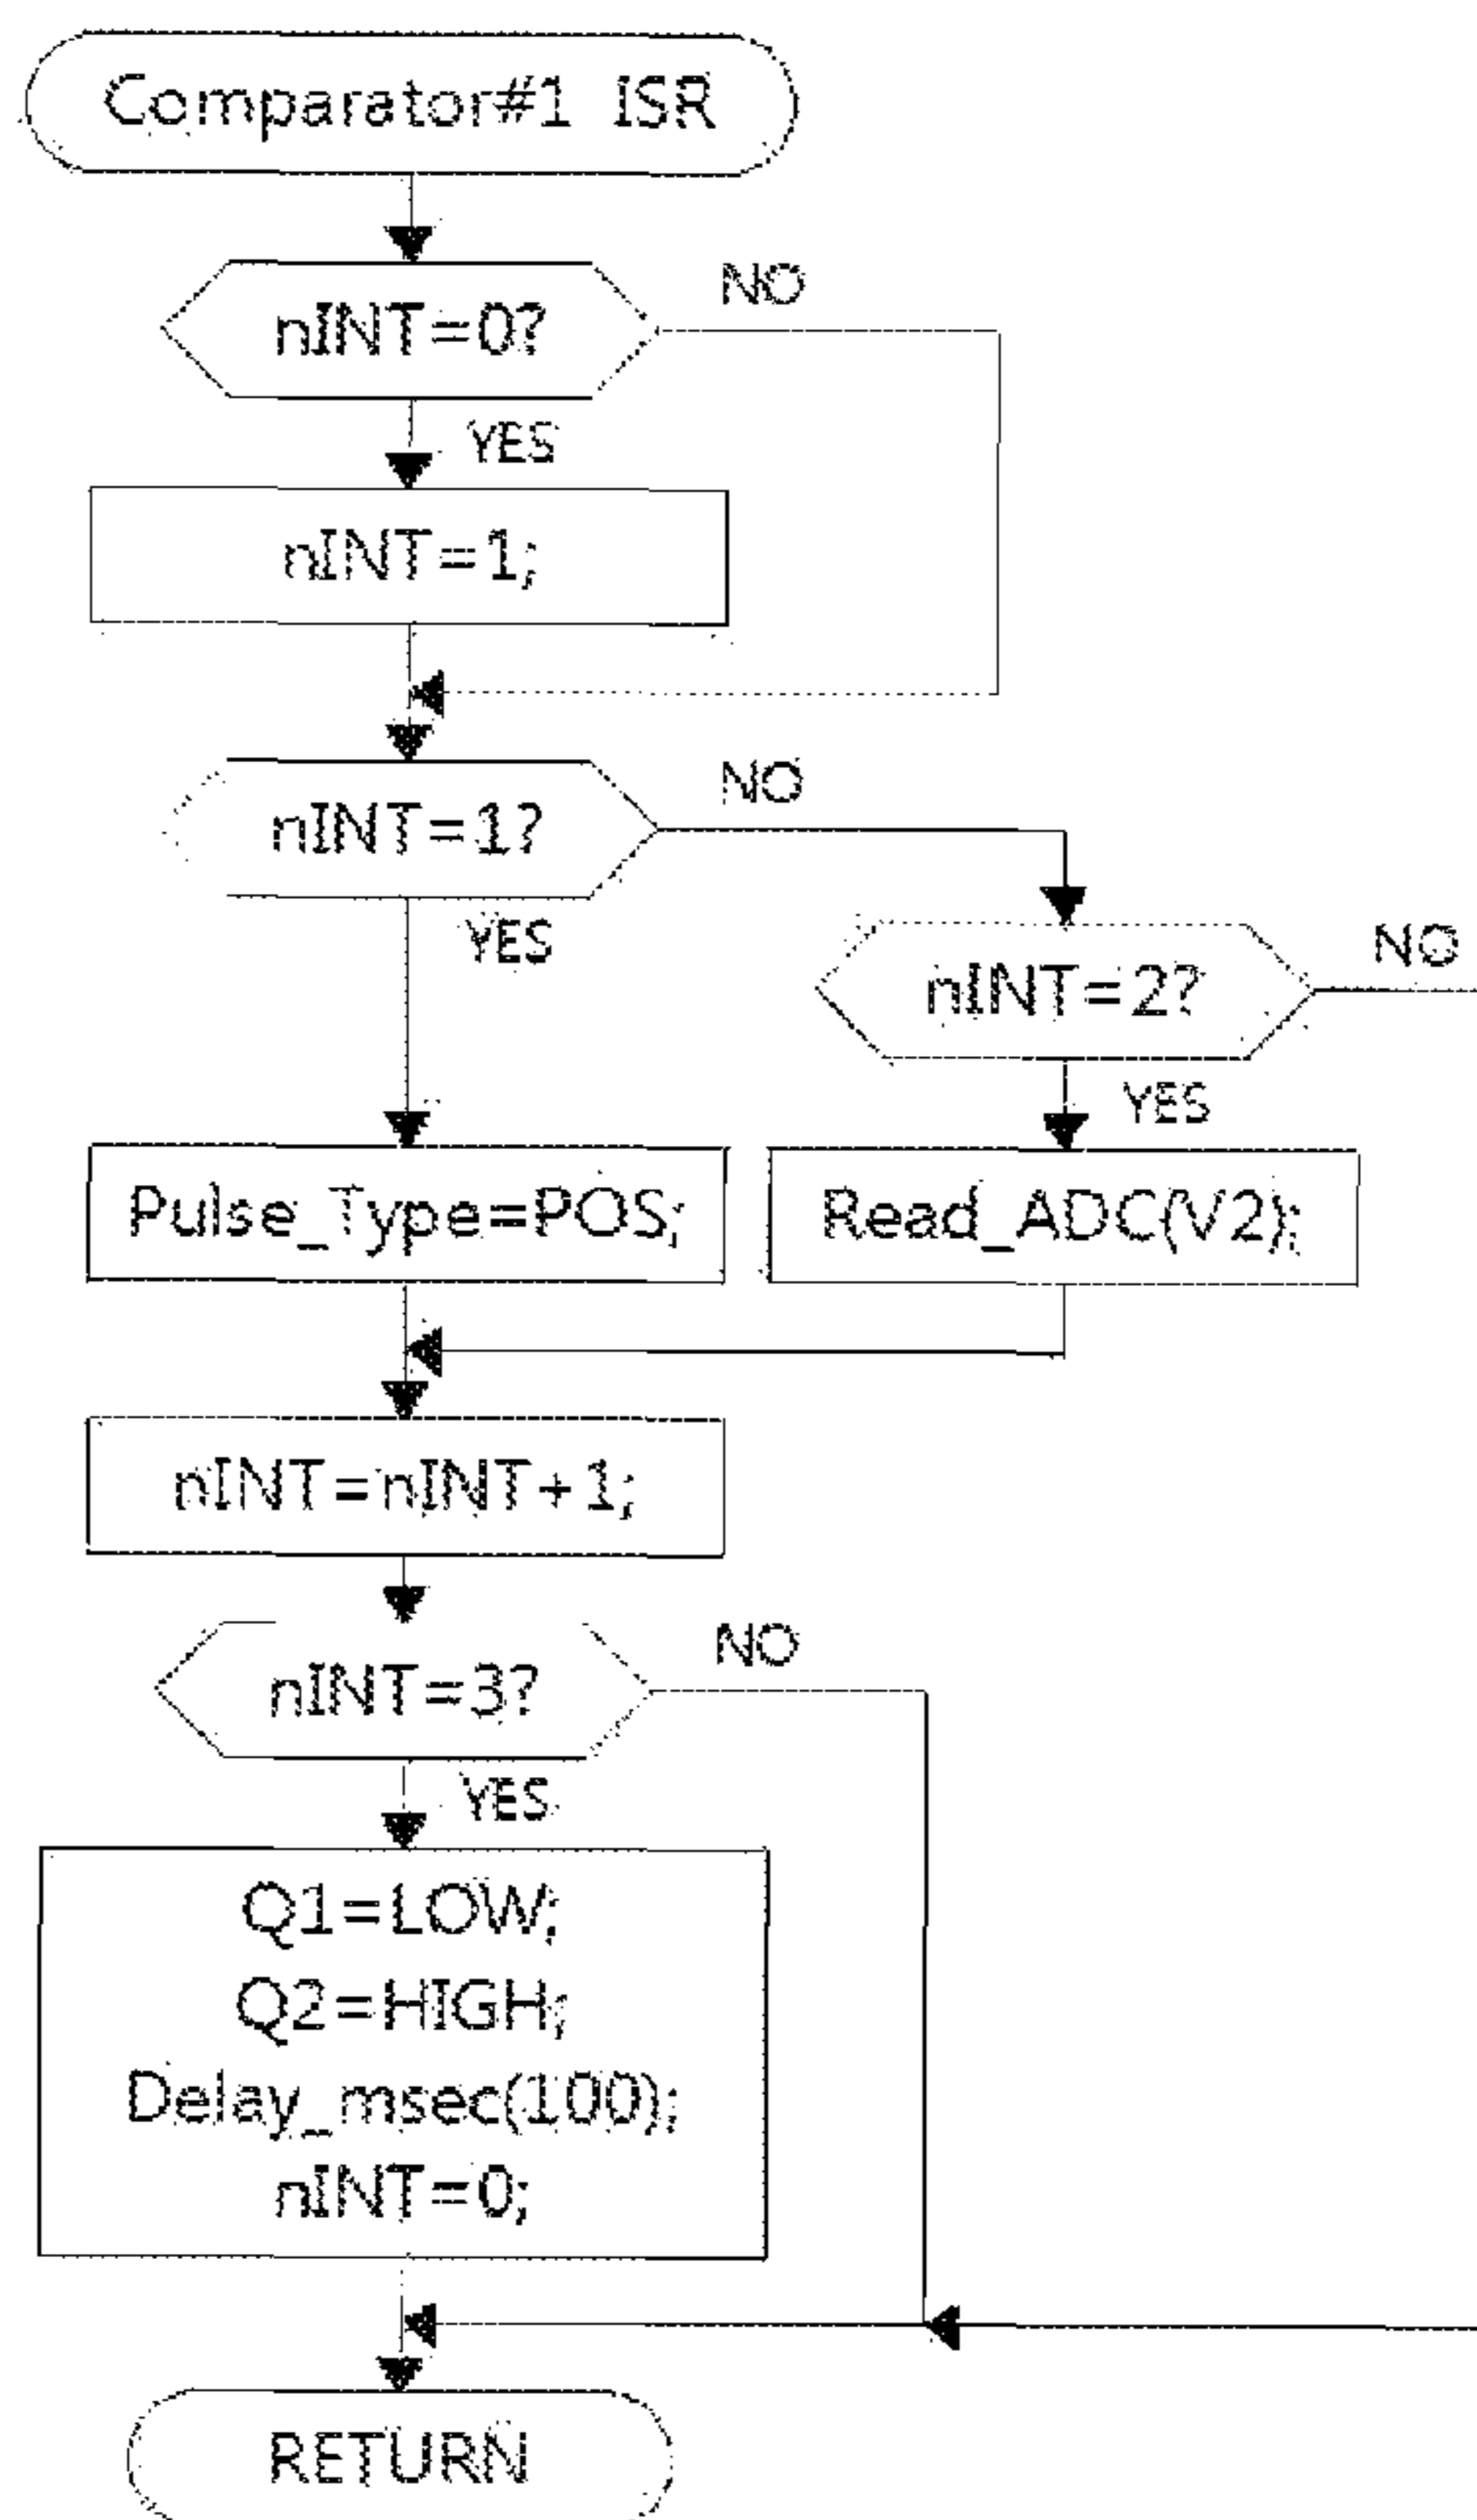 Comparator#1 ISR
nINT=0?
NO
YES
nINT=1;
nINT=1?
NO
YES
nINT=2?
NO
YES
Pulse_Type=POS;
Read_ADC(V2);
nINT=nINT+1;
nINT=3?
NO
YES
Q1=LOW;
Q2=HIGH;
Delay_msec(100);
nINT=0;
RETURN